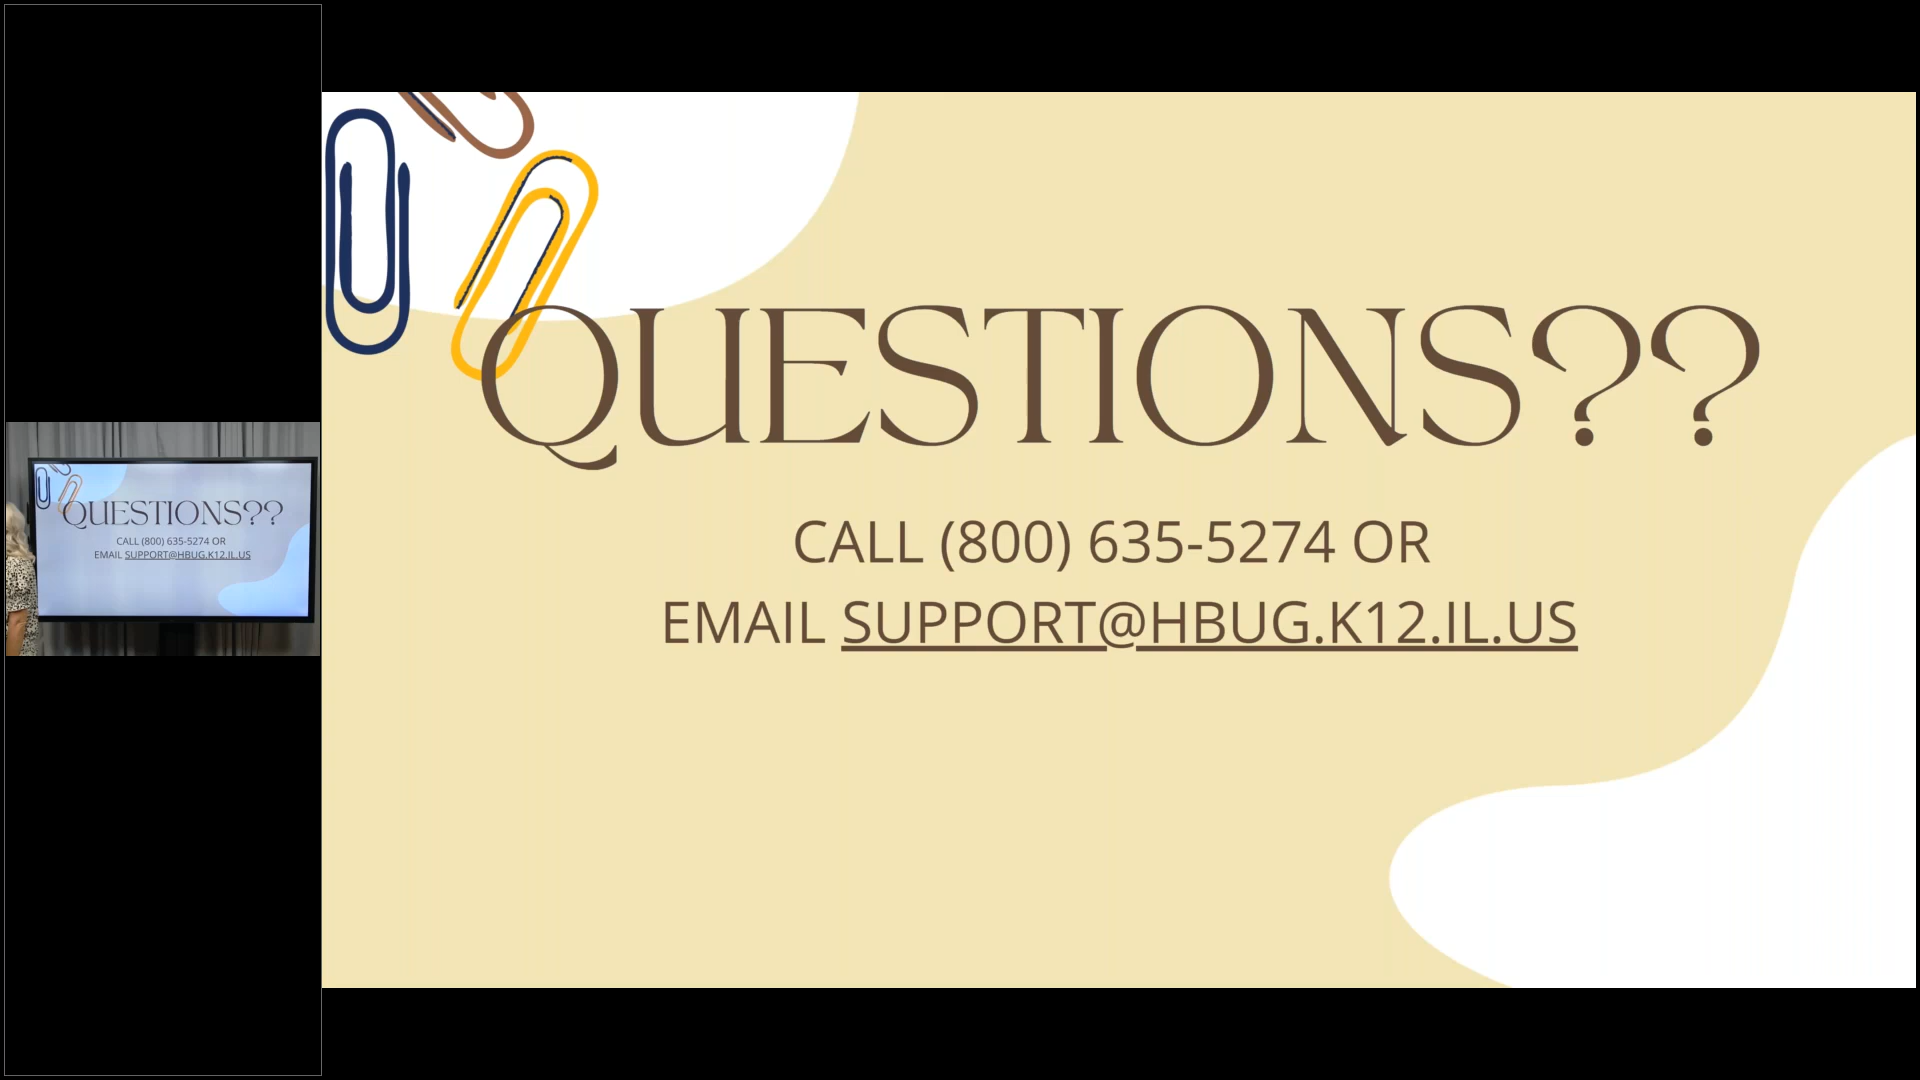 QUESTIONS??
CALL (800) 635-5274 OR
EMAIL SUPPORT@HBUG.K12.IL.US
QUESTIONS??
CALL (800) 635-5274 OR
EMAIL SUPPORT@HBUG.K12.IL.US